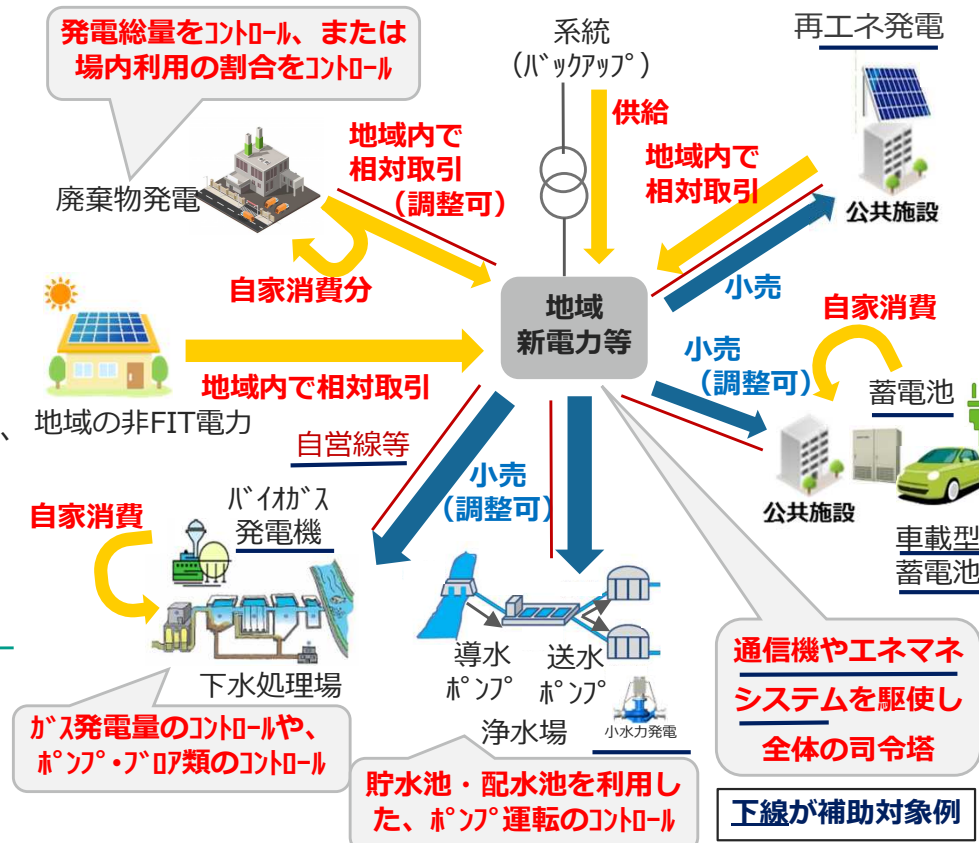 発電総量をｺﾝﾄﾛｰﾙ、または
場内利用の割合をｺﾝﾄﾛｰﾙ
廃棄物発電
地域内で
相対取引
（調整可）
自家消費分
系統
（ﾊﾞｯｸｱｯﾌﾟ）
供給
再エネ発電
地域内で
相対取引
公共施設
小売
地域
新電力等
地域内で相対取引
地域の非FIT電力
、
自家消費
小売
（調整可）
蓄電池
公共施設
車載型
蓄電池
自営線等
小売
（調整可）
自家消費
ﾊﾞｲｵｶﾞｽ
発電機
下水処理場
ｶﾞｽ発電量のｺﾝﾄﾛｰﾙや、
ﾎﾟﾝﾌﾟ・ﾌﾞﾛｱ類のｺﾝﾄﾛｰﾙ
導水
ﾎﾟﾝﾌﾟ
送水
ﾎﾟﾝﾌﾟ
浄水場
小水力発電
貯水池・配水池を利用し
た、ﾎﾟﾝﾌﾟ運転のｺﾝﾄﾛｰﾙ
通信機やエネマネ
システムを駆使し
全体の司令塔
下線が補助対象例